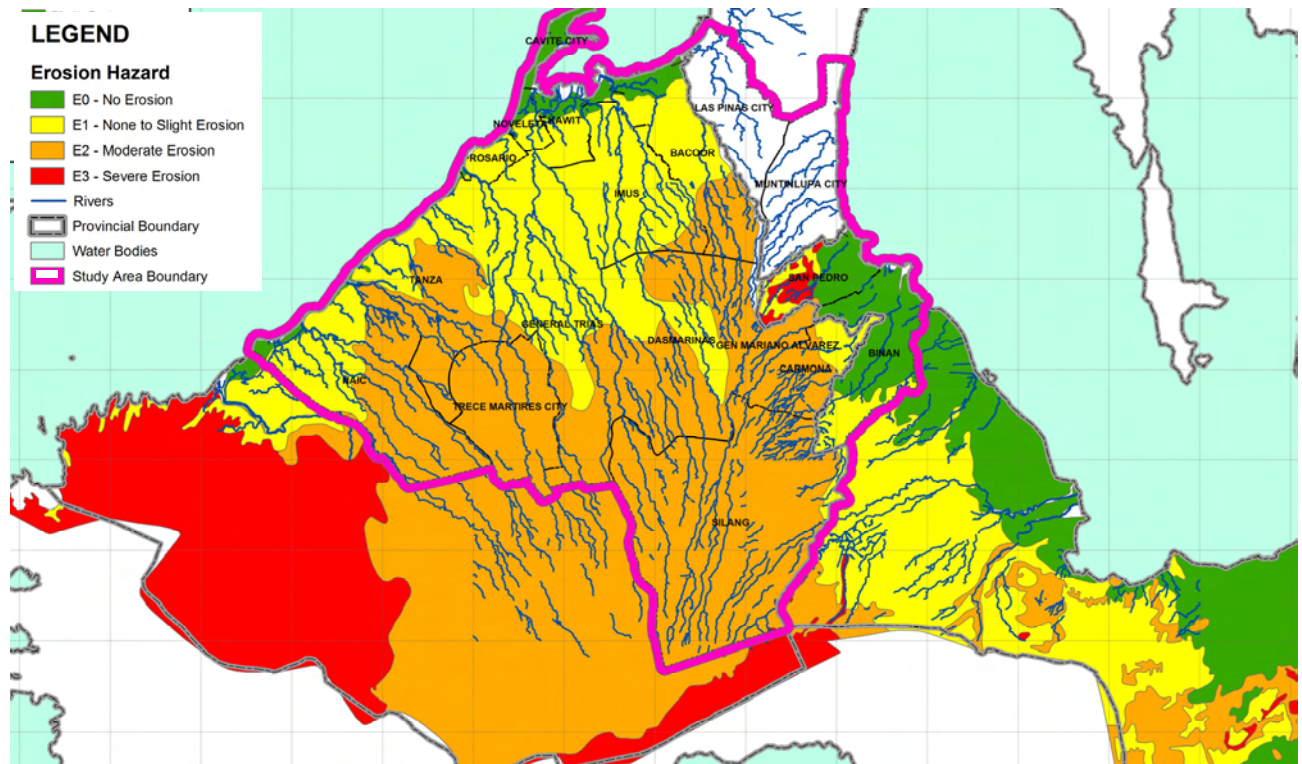 LEGEND
Erosion Hazard
E0 - No Erosion
E1 - None to Slight Erosion
E2 - Moderate Erosion
E3 - Severe Erosion
Rivers
Provincial Boundary
Water Bodies
Study Area Boundary
CAVITE CITY
LAS PINAS CITY
NOVELETA
KAWIT
ROSARIO
BACOOR
MUNTINLUPA CITY
IMUS
TANZA
SAN PEDRO
GENERAL TRIAS
DASMARINAS
GEN MARIANO ALVAREZ
BINAN
CARMONA
NAIC
TRECE MARTIRES CITY
SILANG